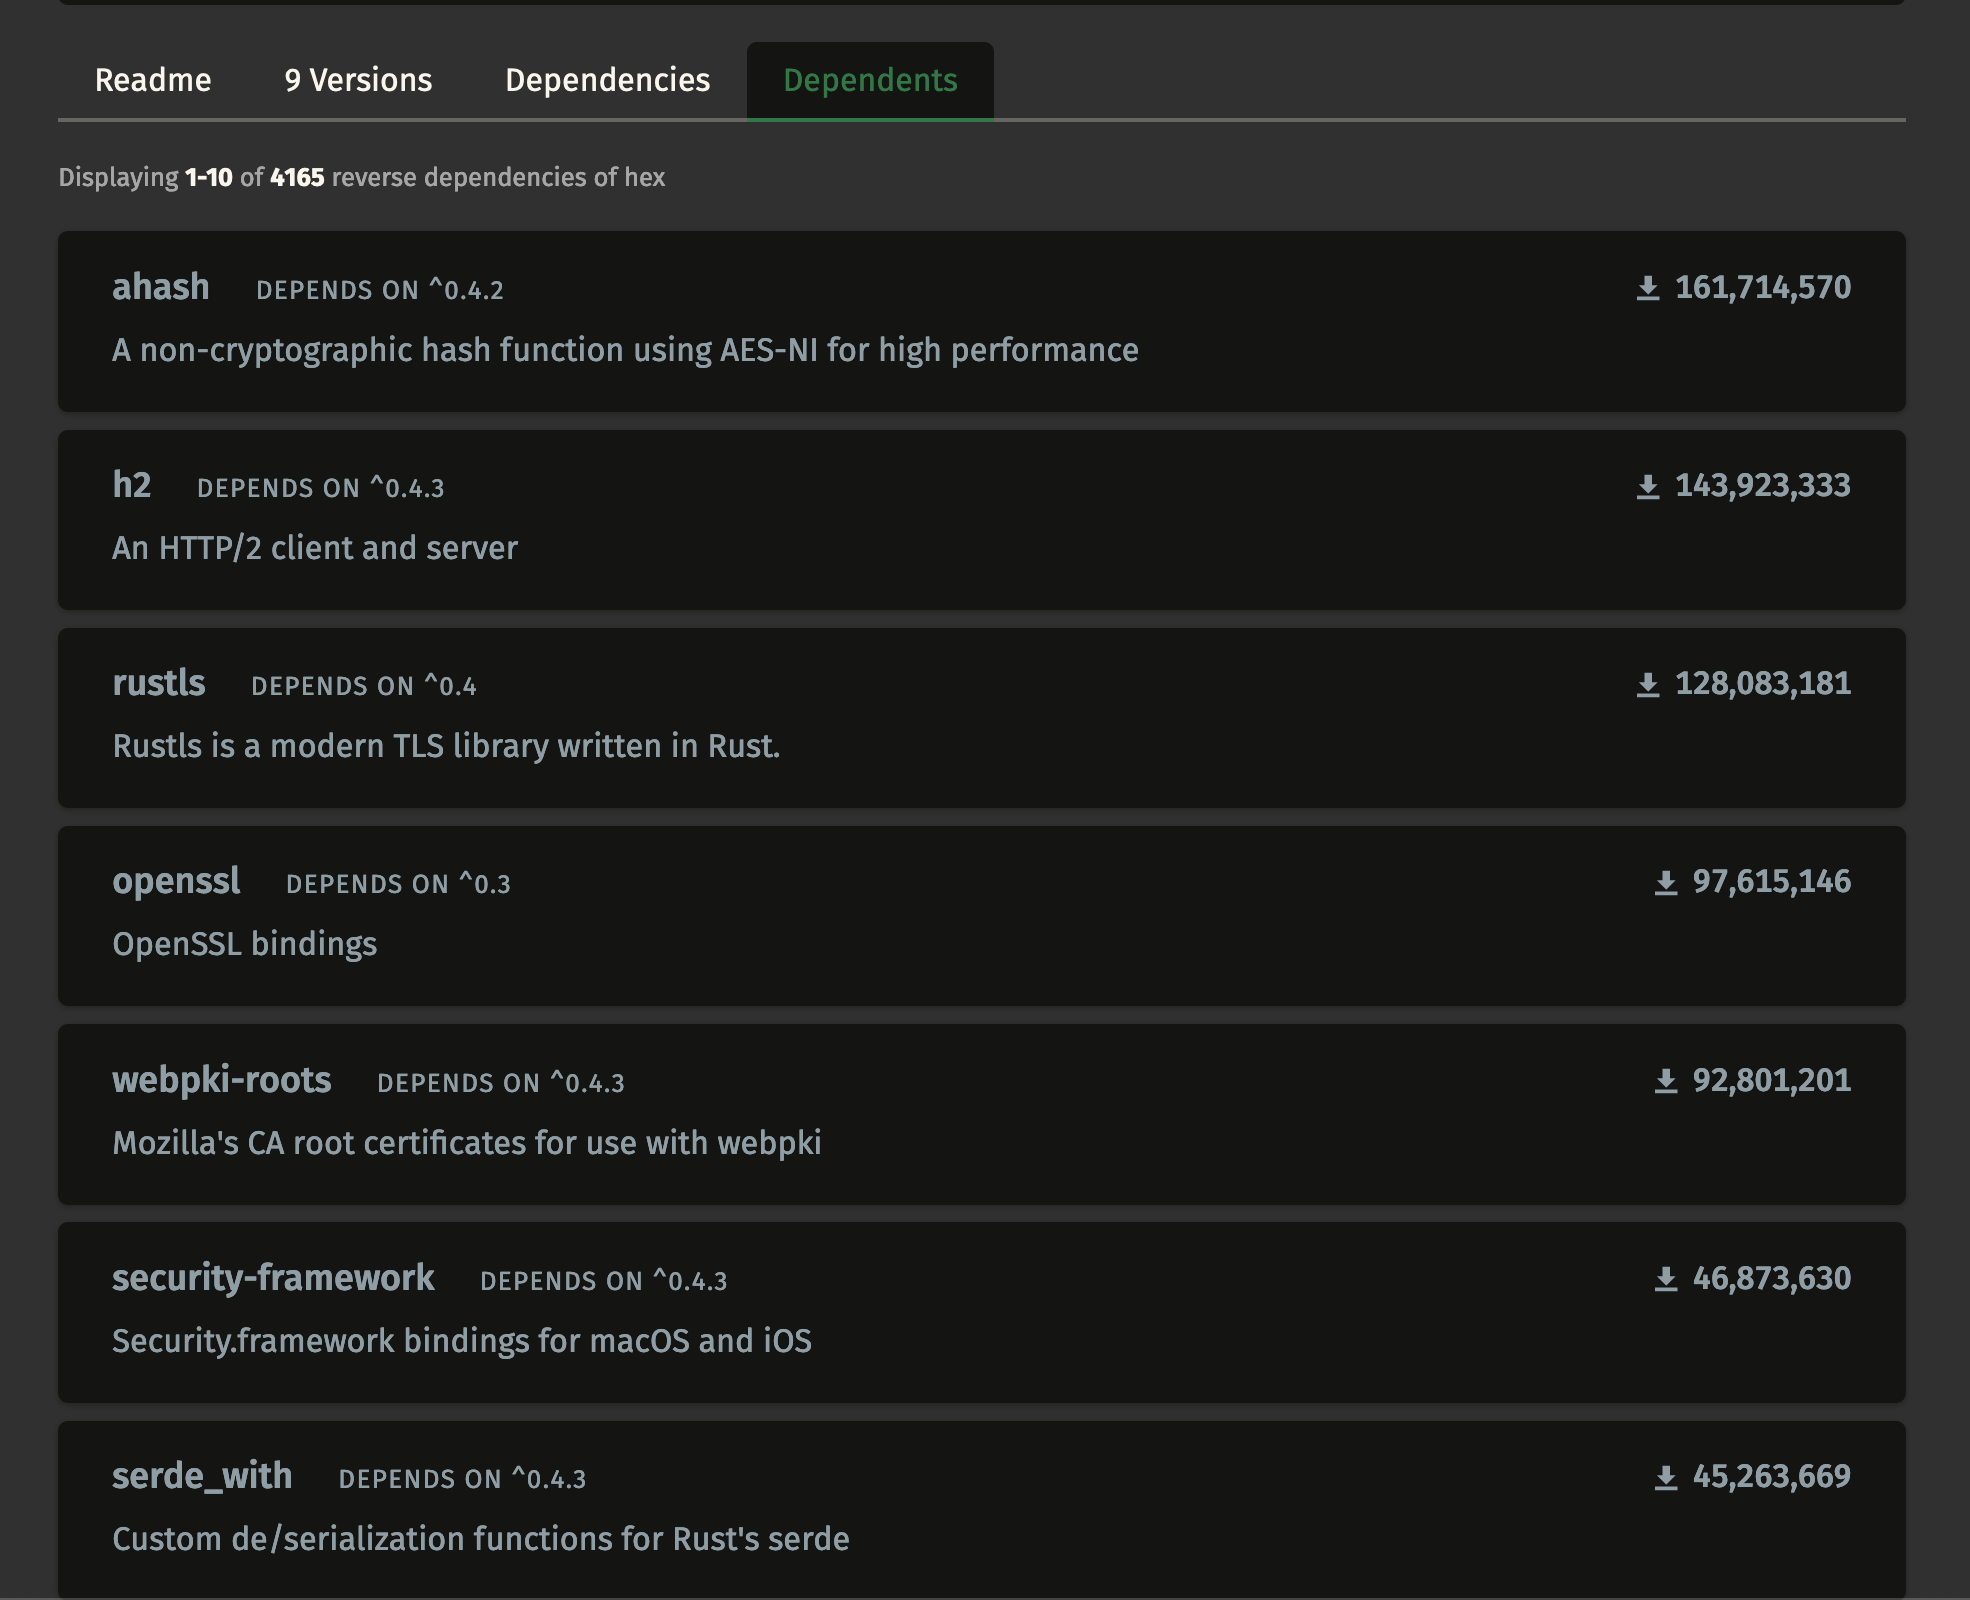 Readme 9 Versions Dependencies Dependents
Displaying 1-10 of 4165 reverse dependencies of hex
ahash DEPENDS ON ^0.4.2 161,714,570
A non-cryptographic hash function using AES-NI for high performance
h2 DEPENDS ON ^0.4.3 143,923,333
An HTTP/2 client and server
rustls DEPENDS ON ^0.4 128,083,181
Rustls is a modern TLS library written in Rust.
openssl DEPENDS ON ^0.3 97,615,146
OpenSSL bindings
webpki-roots DEPENDS ON ^0.4.3 92,801,201
Mozilla's CA root certificates for use with webpki
security-framework DEPENDS ON ^0.4.3 46,873,630
Security.framework bindings for macOS and iOS
serde_with DEPENDS ON ^0.4.3 45,263,669
Custom de/serialization functions for Rust's serde